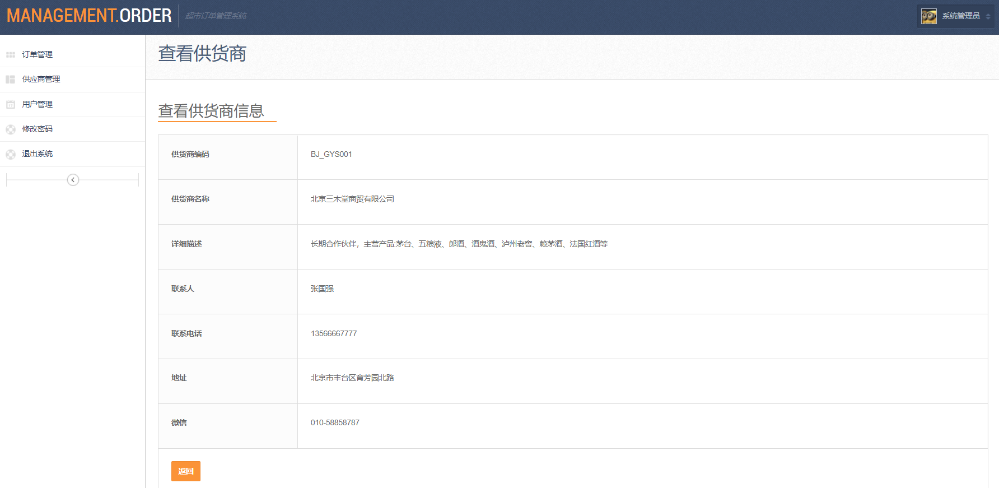 MANAGEMENT.ORDER 超市订单管理系统 系统管理员
订单管理
供应商管理
用户管理
修改密码
退出系统
查看供货商
查看供货商信息
供货商编码 BJ_GYS001
供货商名称 北京三木堂商贸有限公司
详细描述 长期合作伙伴，主营产品:茅台、五粮液、郎酒、酒鬼酒、泸州老窖、赖茅酒、法国红酒等
联系人 张国强
联系电话 13566667777
地址 北京市丰台区育芳园北路
微信 010-58858787
返回